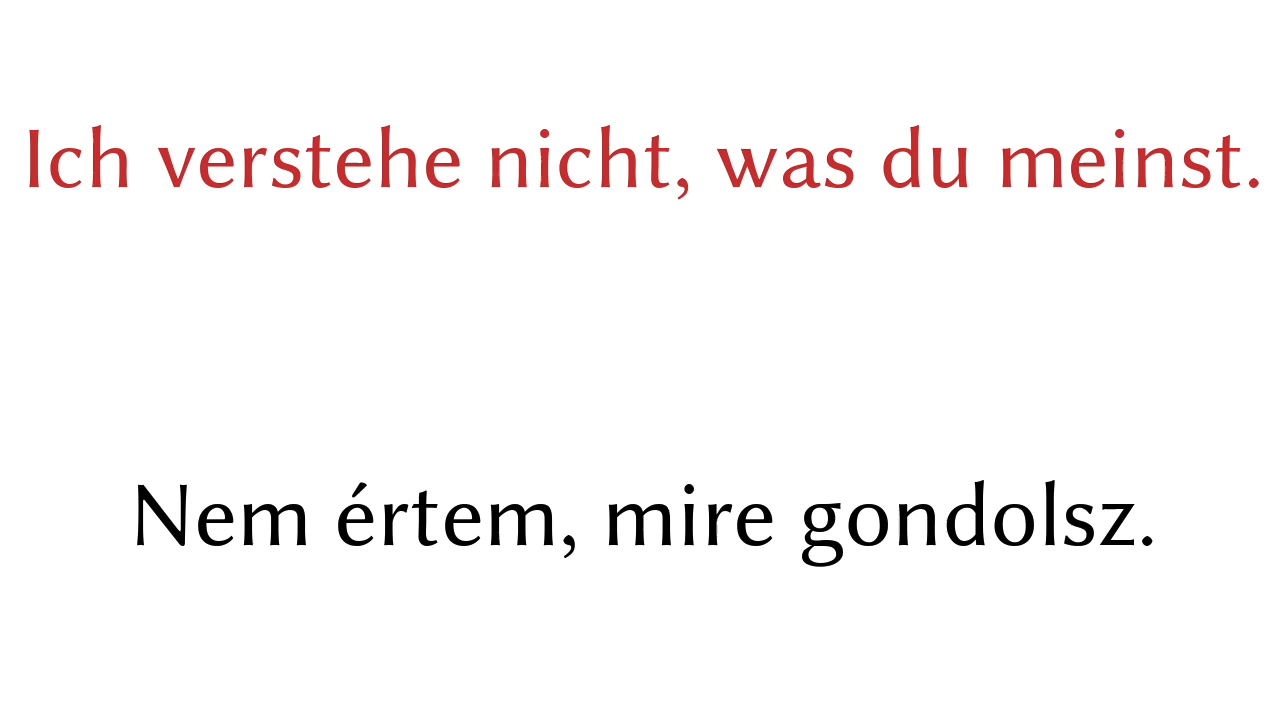 Ich verstehe nicht, was du meinst.
Nem értem, mire gondolsz.